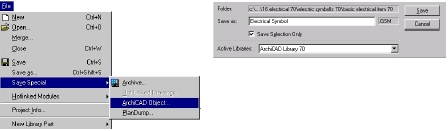 File
New Ctrl+N
Open... Ctrl+O
Merge...
Close Ctrl+W
Save Ctrl+S
Save as... Ctrl+Shift+S
Save Special
Hotlinked Modules
Project Info...
New Library Part
Archive...
ArchiCAD Object...
PlanDump...
Folder: c:\...\16 electrical 70\electric symbols 70\basic electrical item 70
Save as: Electrical Symbol GSM Save
Save Selection Only Cancel
Active Libraries: ArchiCAD Library 70